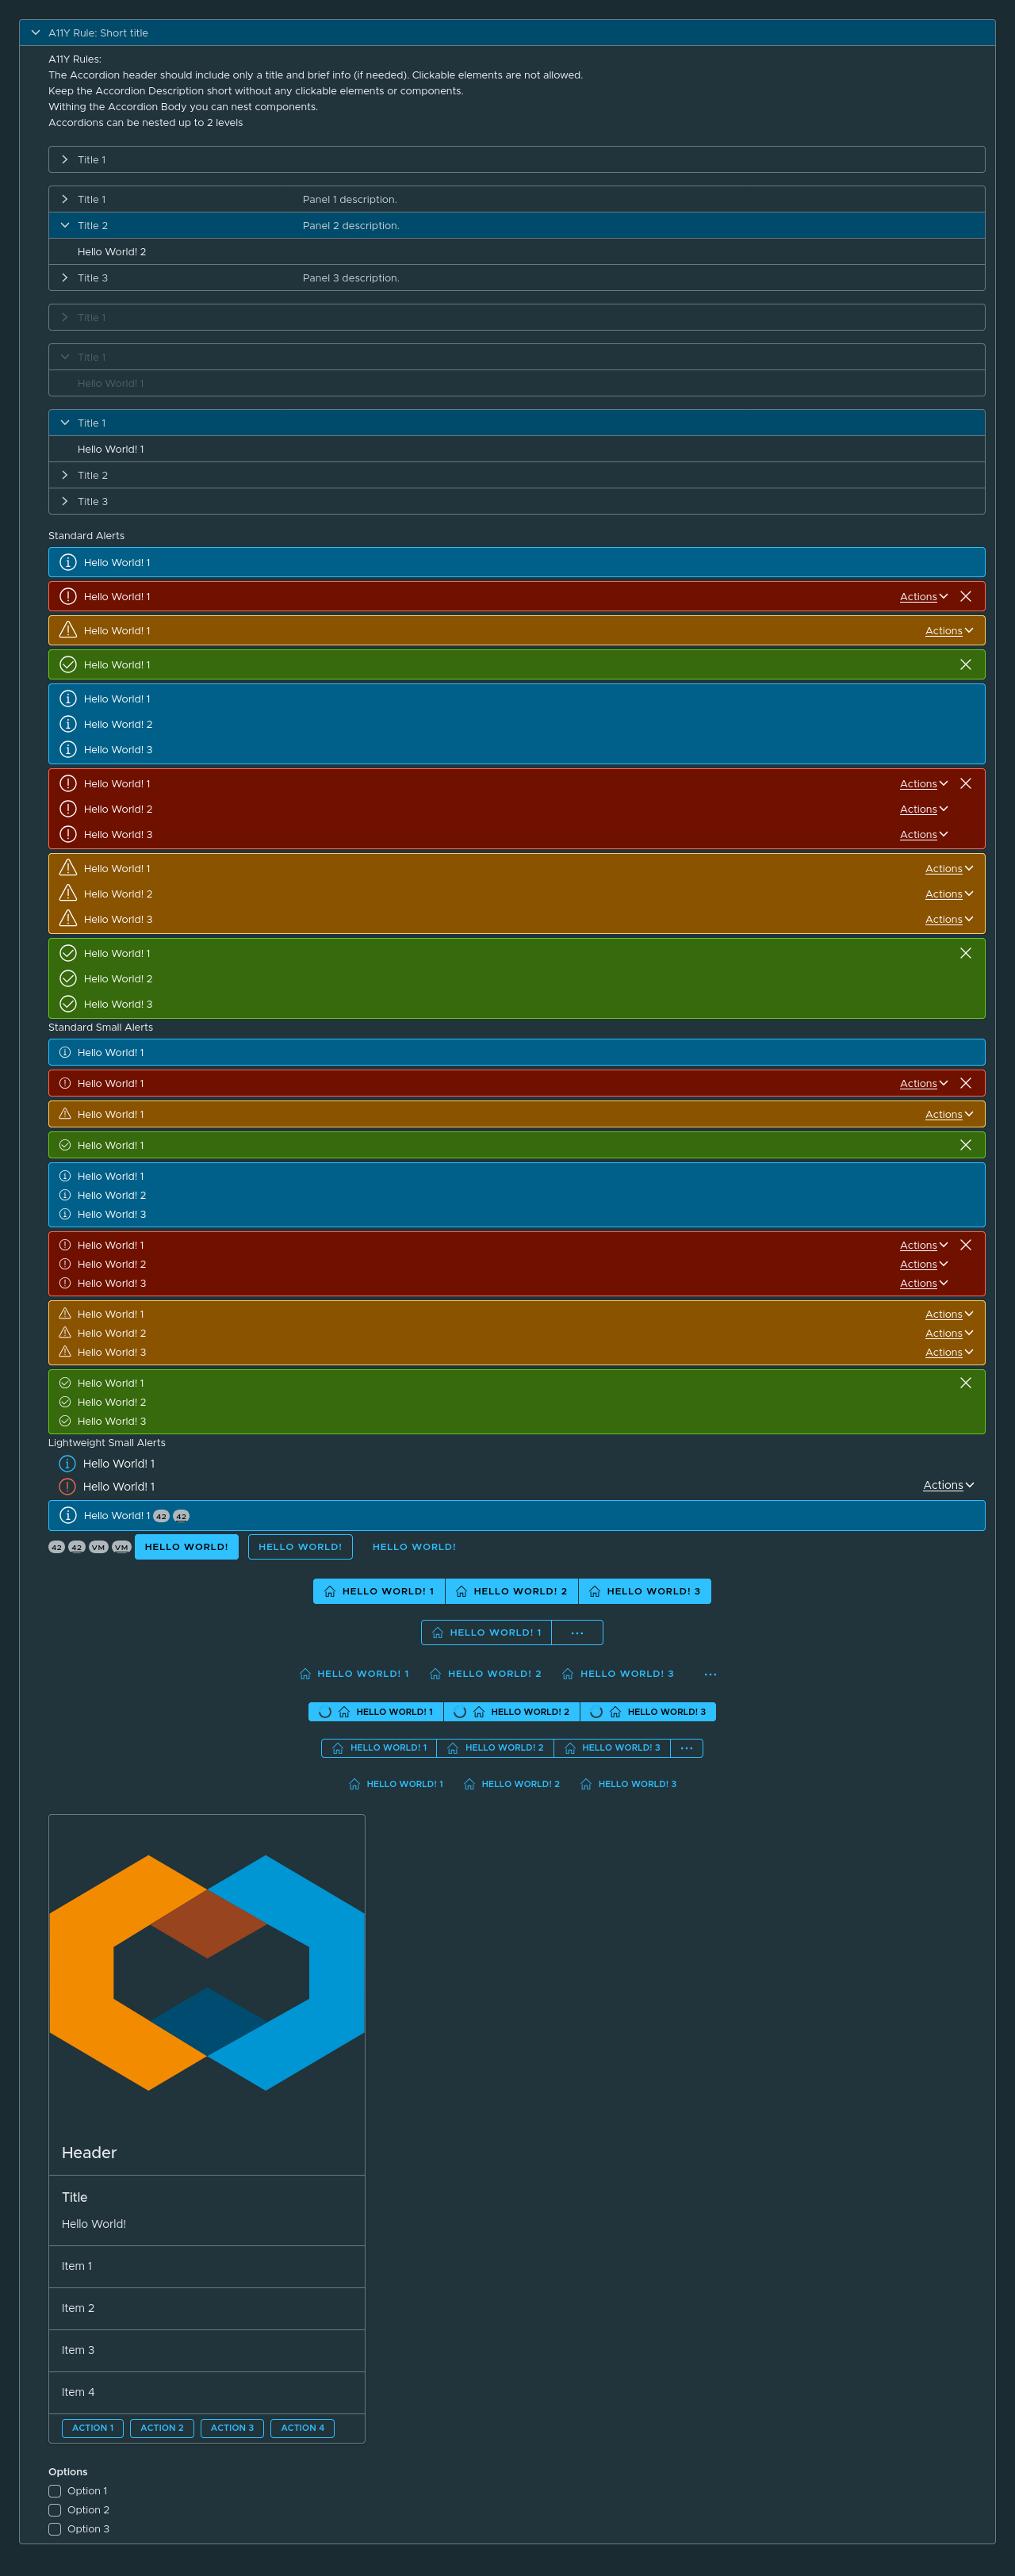 A11Y Rule: Short title
A11Y Rules:
The Accordion header should include only a title and brief info (if needed). Clickable elements are not allowed.
Keep the Accordion Description short without any clickable elements or components.
Withing the Accordion Body you can nest components.
Accordions can be nested up to 2 levels
Title 1
Title 1 Panel 1 description.
Title 2 Panel 2 description.
Hello World! 2
Title 3 Panel 3 description.
Title 1
Title 1
Hello World! 1
Title 1
Hello World! 1
Title 2
Title 3
Standard Alerts
Hello World! 1
Hello World! 1 Actions
Hello World! 1 Actions
Hello World! 1
Hello World! 1
Hello World! 2
Hello World! 3
Hello World! 1 Actions
Hello World! 2 Actions
Hello World! 3 Actions
Hello World! 1 Actions
Hello World! 2 Actions
Hello World! 3 Actions
Hello World! 1
Hello World! 2
Hello World! 3
Standard Small Alerts
Hello World! 1
Hello World! 1 Actions
Hello World! 1 Actions
Hello World! 1
Hello World! 1
Hello World! 2
Hello World! 3
Hello World! 1 Actions
Hello World! 2 Actions
Hello World! 3 Actions
Hello World! 1 Actions
Hello World! 2 Actions
Hello World! 3 Actions
Hello World! 1
Hello World! 2
Hello World! 3
Lightweight Small Alerts
Hello World! 1
Hello World! 1 Actions
Hello World! 1 42 42
42 42 VM VM HELLO WORLD! HELLO WORLD! HELLO WORLD!
HELLO WORLD! 1 HELLO WORLD! 2 HELLO WORLD! 3
HELLO WORLD! 1 ...
HELLO WORLD! 1 HELLO WORLD! 2 HELLO WORLD! 3 ...
HELLO WORLD! 1 HELLO WORLD! 2 HELLO WORLD! 3
HELLO WORLD! 1 HELLO WORLD! 2 HELLO WORLD! 3 ...
HELLO WORLD! 1 HELLO WORLD! 2 HELLO WORLD! 3
Header
Title
Hello World!
Item 1
Item 2
Item 3
Item 4
ACTION 1 ACTION 2 ACTION 3 ACTION 4
Options
Option 1
Option 2
Option 3